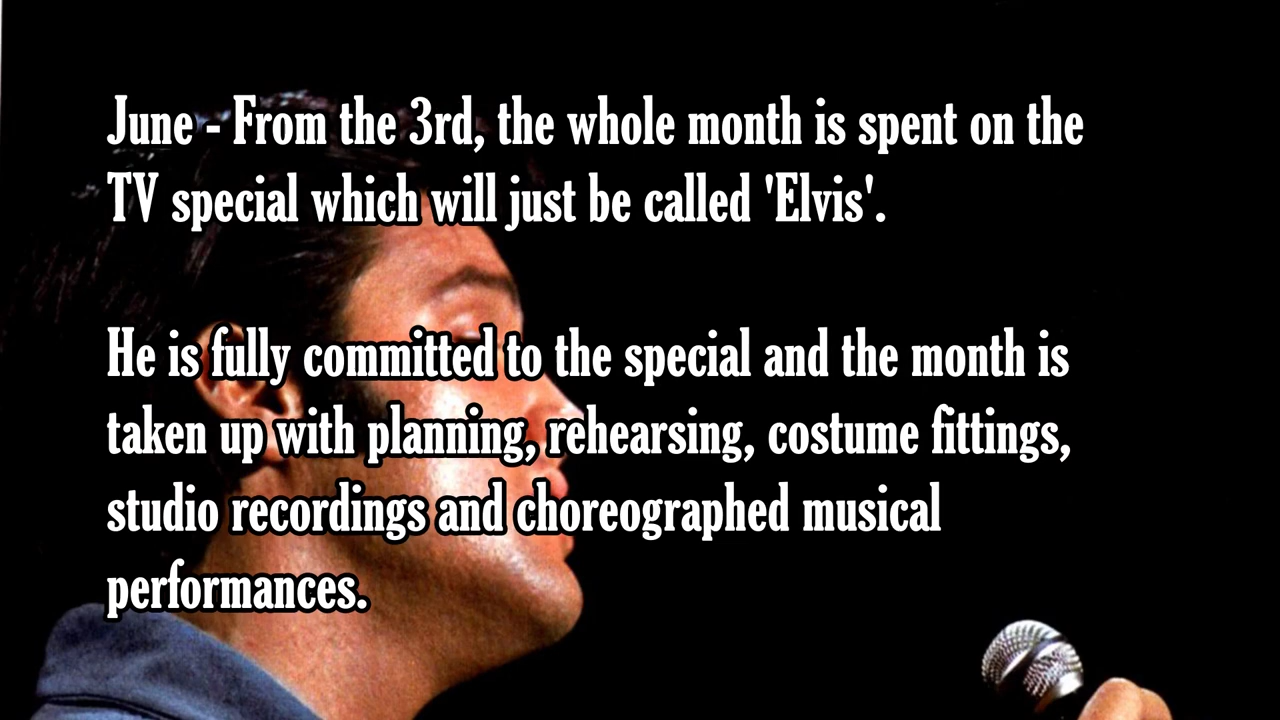 June - From the 3rd, the whole month is spent on the
TV special which will just be called 'Elvis'.
He is fully committed to the special and the month is
taken up with planning, rehearsing, costume fittings,
studio recordings and choreographed musical
performances.